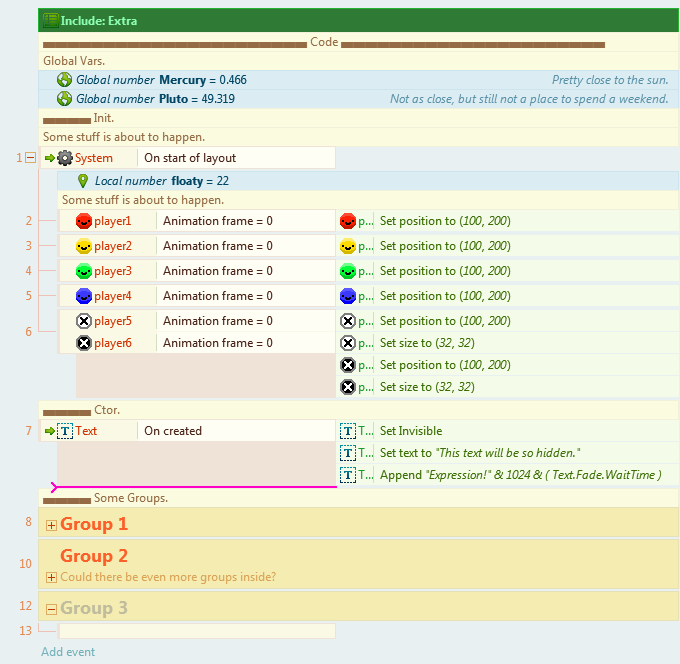 Include: Extra
Code
Global Vars.
Global number Mercury = 0.466 Pretty close to the sun.
Global number Pluto = 49.319 Not as close, but still not a place to spend a weekend.
Init.
Some stuff is about to happen.
1 System On start of layout
Local number floaty = 22
Some stuff is about to happen.
2 player1 Animation frame = 0 p... Set position to (100, 200)
3 player2 Animation frame = 0 p... Set position to (100, 200)
4 player3 Animation frame = 0 p... Set position to (100, 200)
5 player4 Animation frame = 0 p... Set position to (100, 200)
6 player5 Animation frame = 0 p... Set position to (100, 200)
player6 Animation frame = 0 p... Set size to (32, 32)
p... Set position to (100, 200)
p... Set size to (32, 32)
Ctor.
7 T Text On created T T... Set Invisible
T T... Set text to "This text will be so hidden."
T T... Append "Expression!" & 1024 & ( Text.Fade.WaitTime )
Some Groups.
8 Group 1
10 Group 2
Could there be even more groups inside?
12 Group 3
13
Add event